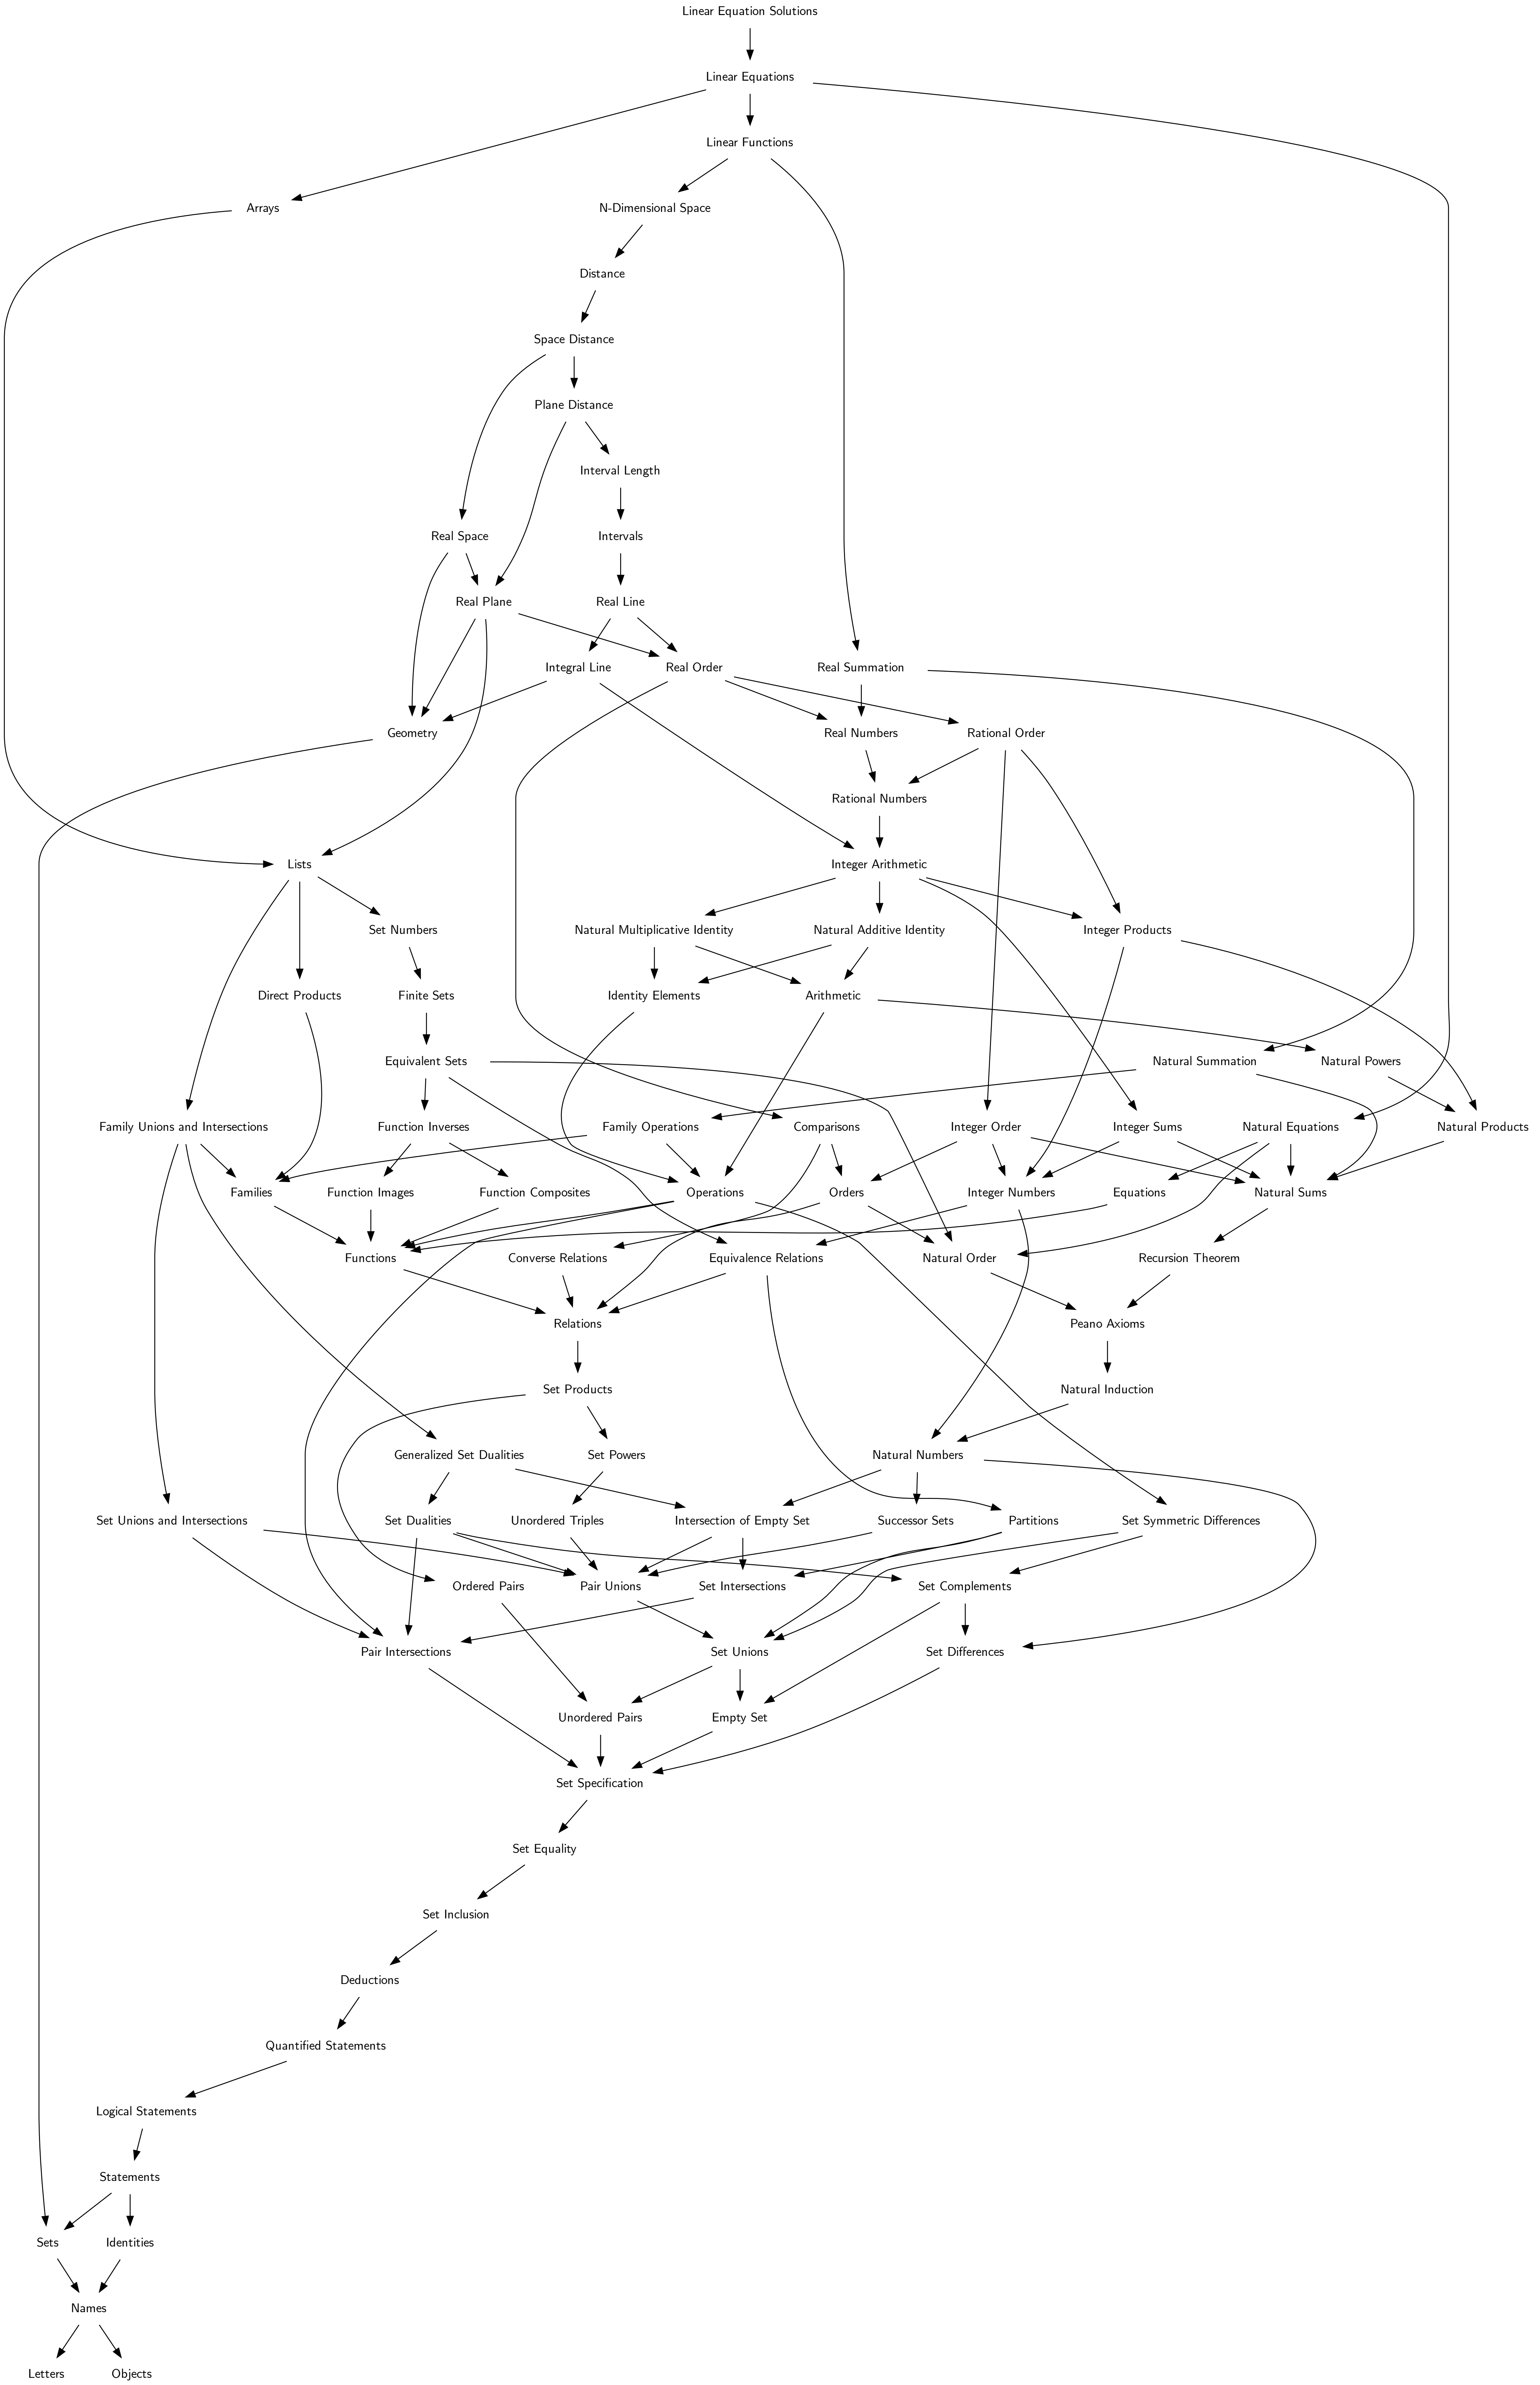 Linear Equation Solutions
Linear Equations
Linear Functions
Arrays
N-Dimensional Space
Distance
Space Distance
Plane Distance
Interval Length
Real Space
Intervals
Real Plane
Real Line
Integral Line
Real Order
Real Summation
Geometry
Real Numbers
Rational Order
Rational Numbers
Lists
Integer Arithmetic
Set Numbers
Natural Multiplicative Identity
Natural Additive Identity
Integer Products
Direct Products
Finite Sets
Identity Elements
Arithmetic
Equivalent Sets
Natural Summation
Natural Powers
Family Unions and Intersections
Function Inverses
Family Operations
Comparisons
Integer Order
Integer Sums
Natural Equations
Natural Products
Families
Function Images
Function Composites
Operations
Orders
Integer Numbers
Equations
Natural Sums
Functions
Converse Relations
Equivalence Relations
Natural Order
Recursion Theorem
Relations
Peano Axioms
Set Products
Natural Induction
Generalized Set Dualities
Set Powers
Natural Numbers
Set Unions and Intersections
Set Dualities
Unordered Triples
Intersection of Empty Set
Successor Sets
Partitions
Set Symmetric Differences
Ordered Pairs
Pair Unions
Set Intersections
Set Complements
Pair Intersections
Set Unions
Set Differences
Unordered Pairs
Empty Set
Set Specification
Set Equality
Set Inclusion
Deductions
Quantified Statements
Logical Statements
Statements
Sets
Identities
Names
Letters
Objects